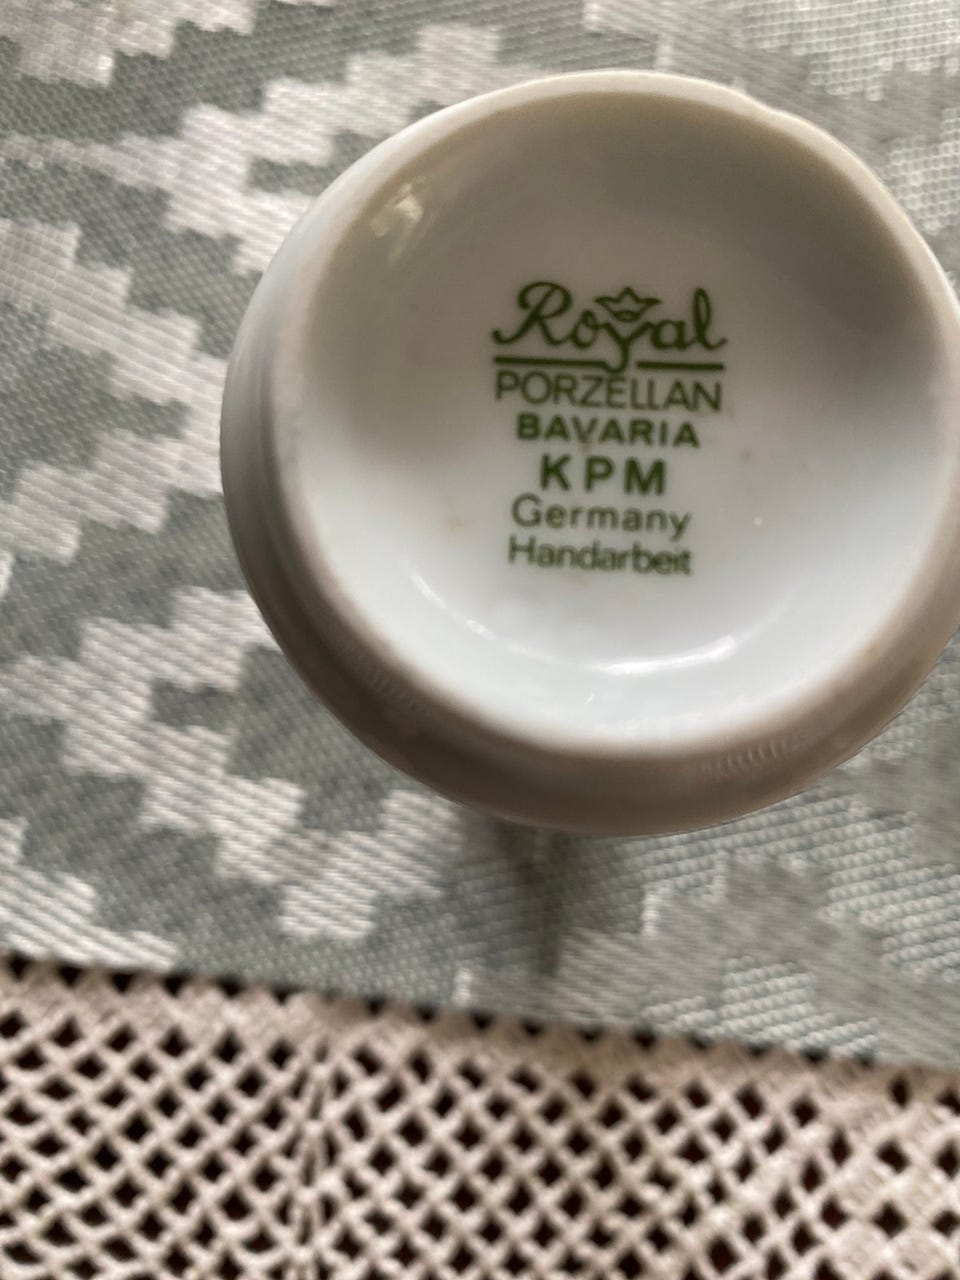 Royal
PORZELLAN
BAVARIA
KPM
Germany
Handarbeit